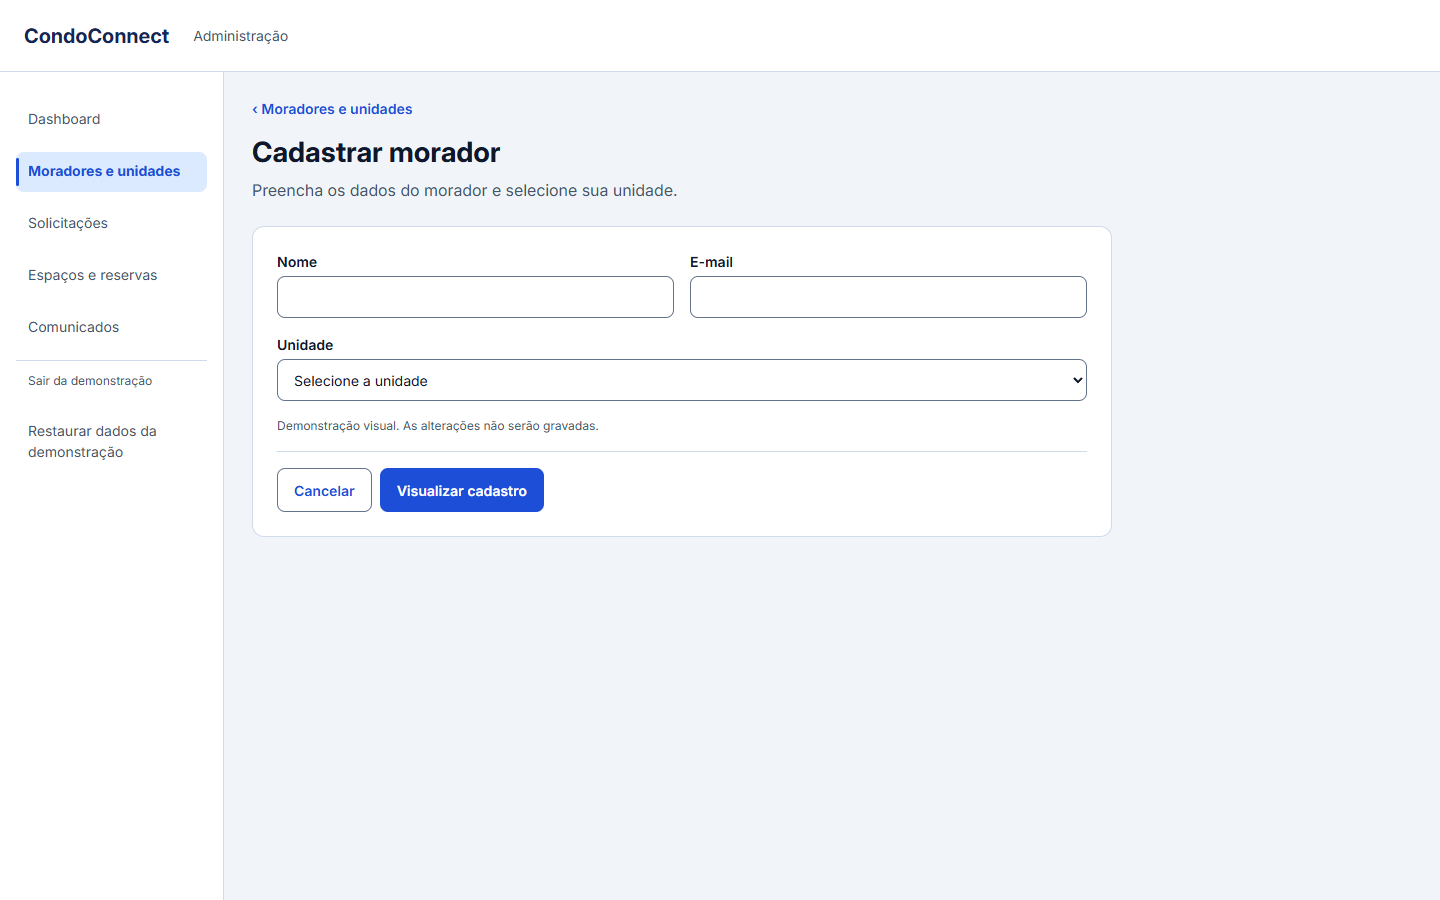 CondoConnect Administração
Dashboard
Moradores e unidades
Solicitações
Espaços e reservas
Comunicados
Sair da demonstração
Restaurar dados da
demonstração
‹ Moradores e unidades
Cadastrar morador
Preencha os dados do morador e selecione sua unidade.
Nome
E-mail
Unidade
Selecione a unidade
Demonstração visual. As alterações não serão gravadas.
Cancelar
Visualizar cadastro